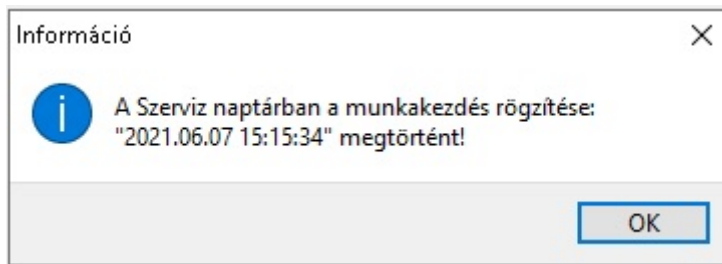 Információ
A Szerviz naptárban a munkakezdés rögzítése:
"2021.06.07 15:15:34" megtörtént!
OK